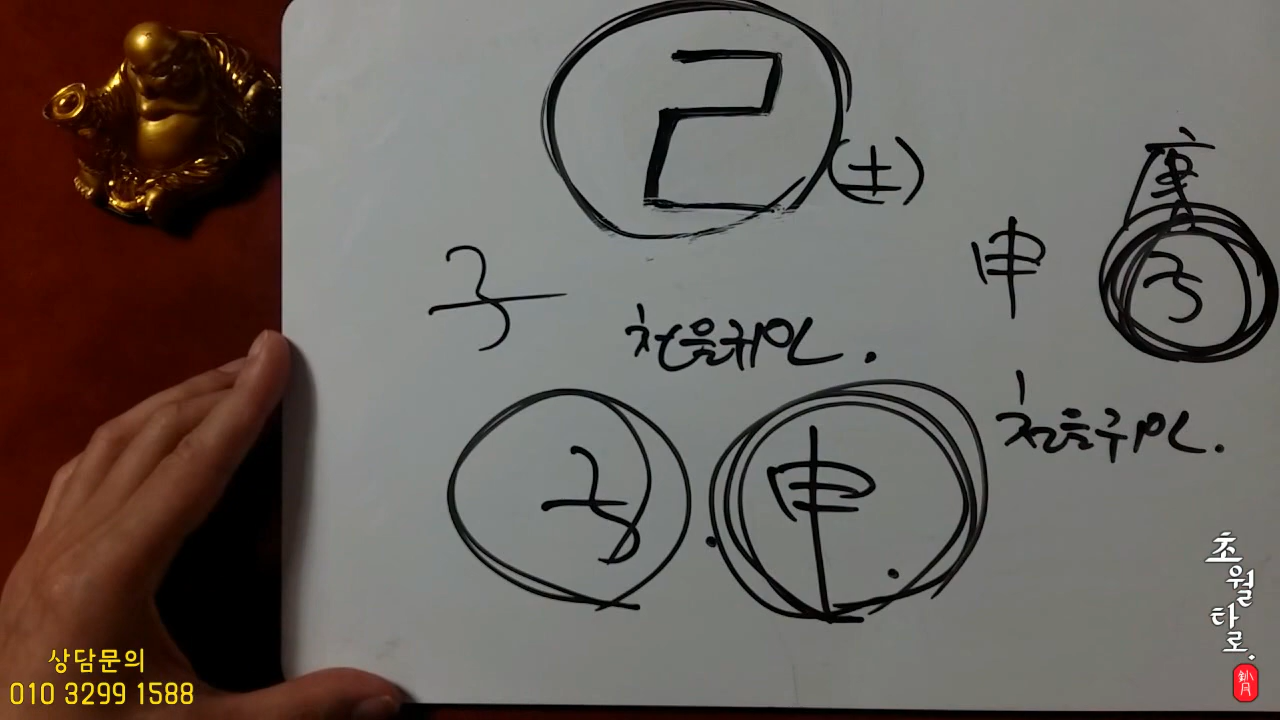 己
(土)
庚
子
申
子
천을귀인.
천을귀인.
子.申
초월타로.
상담문의
010 3299 1588